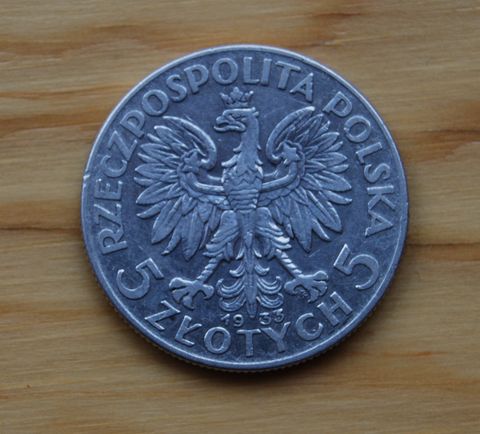 RZECZPOSPOLITA POLSKA
1933
5 ZŁOTYCH 5